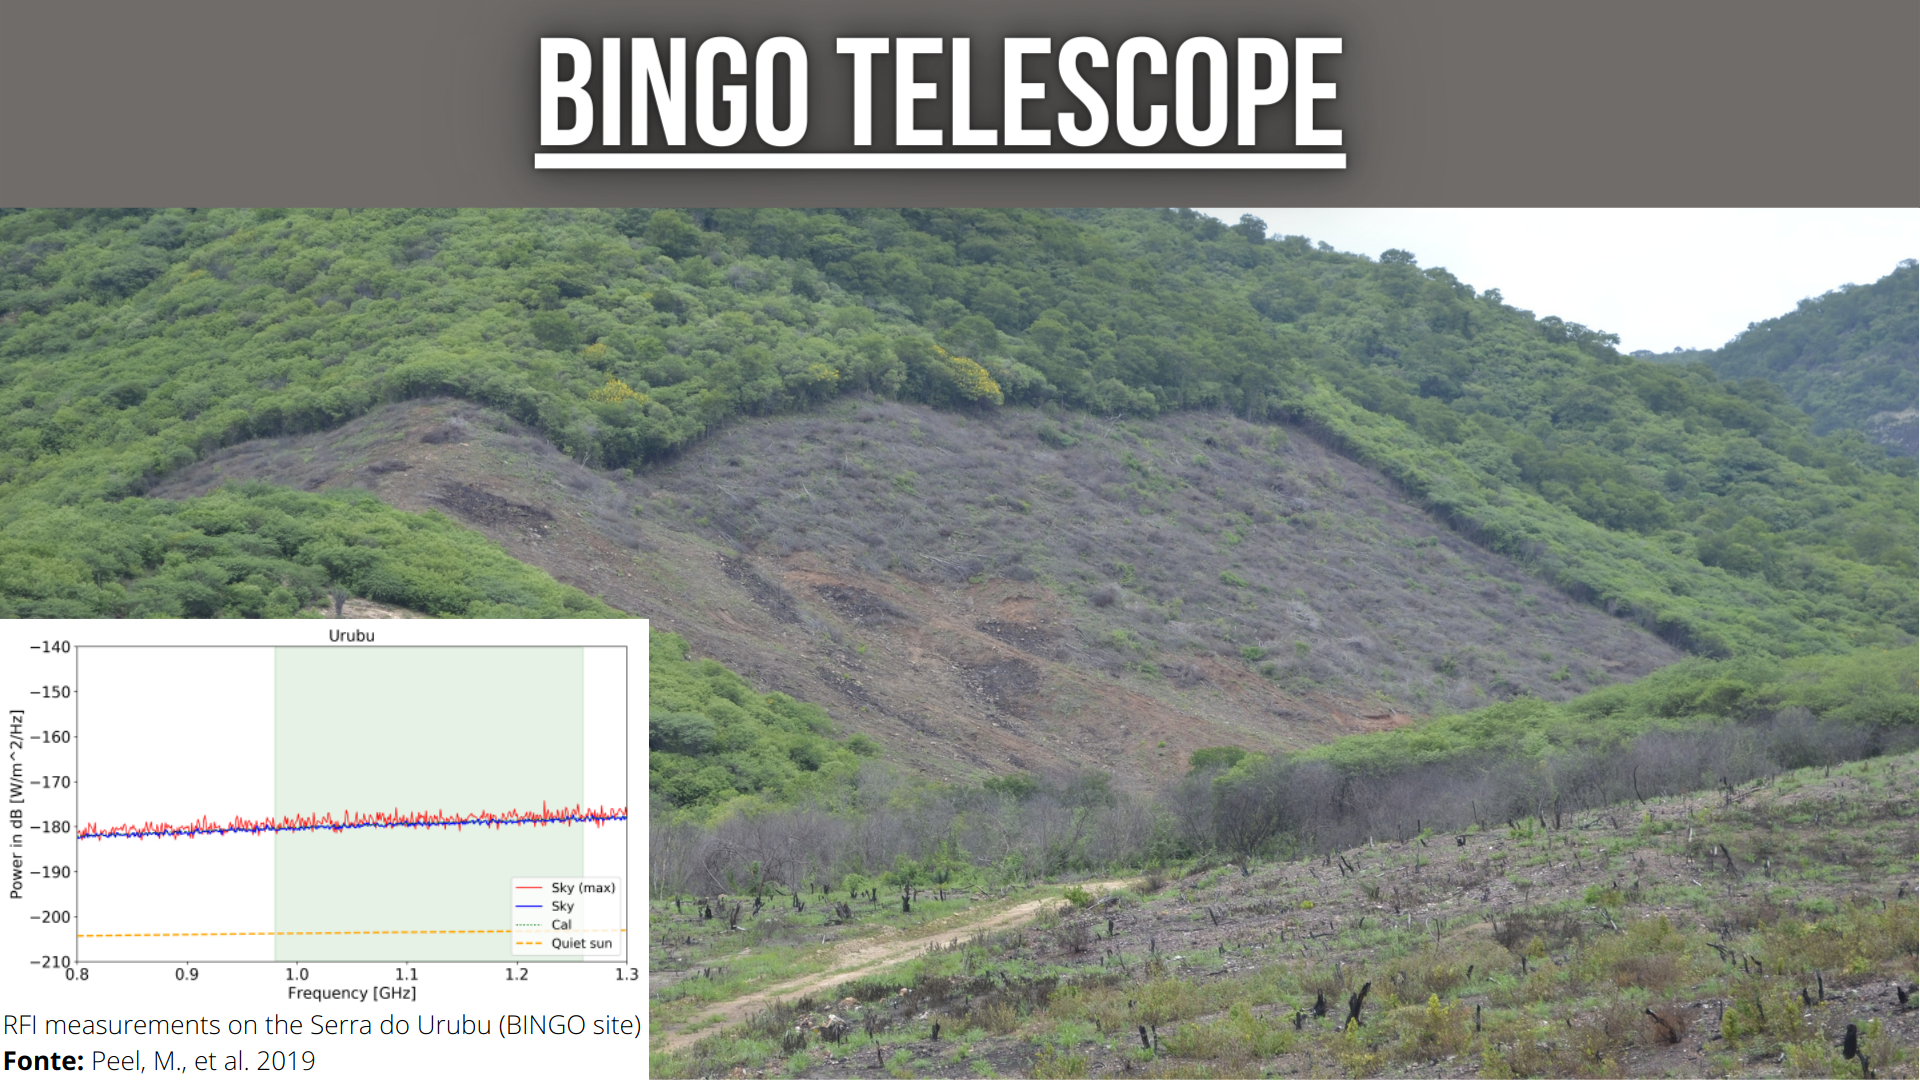 BINGO TELESCOPE
Urubu
−140
−150
−160
−170
−180
−190
−200
−210
Power in dB [W/m^2/Hz]
Sky (max)
Sky
Cal
Quiet sun
0.8 0.9 1.0 1.1 1.2 1.3
Frequency [GHz]
RFI measurements on the Serra do Urubu (BINGO site)
Fonte: Peel, M., et al. 2019